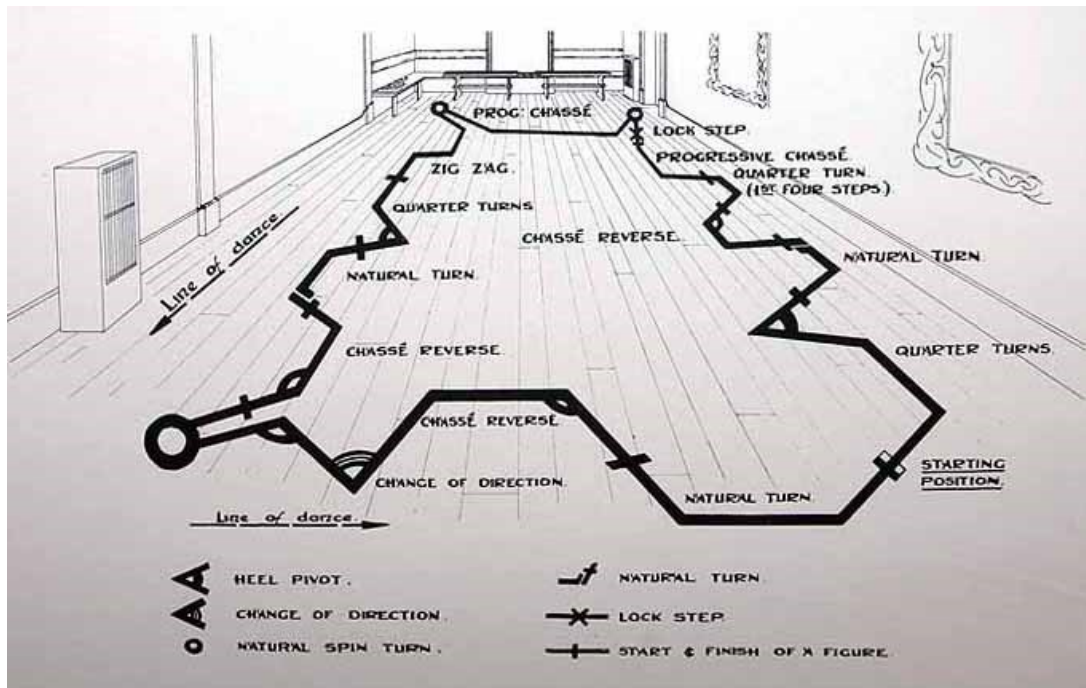 PROG: CHASSÉ
LOCK STEP.
PROGRESSIVE CHASSÉ.
QUARTER TURN.
(1ST FOUR STEPS.)
ZIG ZAG.
QUARTER TURNS
CHASSÉ REVERSE.
NATURAL TURN.
NATURAL TURN.
Line of dance.
CHASSÉ REVERSE.
QUARTER TURNS.
CHASSÉ REVERSE.
STARTING
POSITION.
CHANGE OF DIRECTION.
NATURAL TURN.
Line of dance.
HEEL PIVOT.
NATURAL TURN.
CHANGE OF DIRECTION.
LOCK STEP
NATURAL SPIN TURN.
START & FINISH OF A FIGURE.